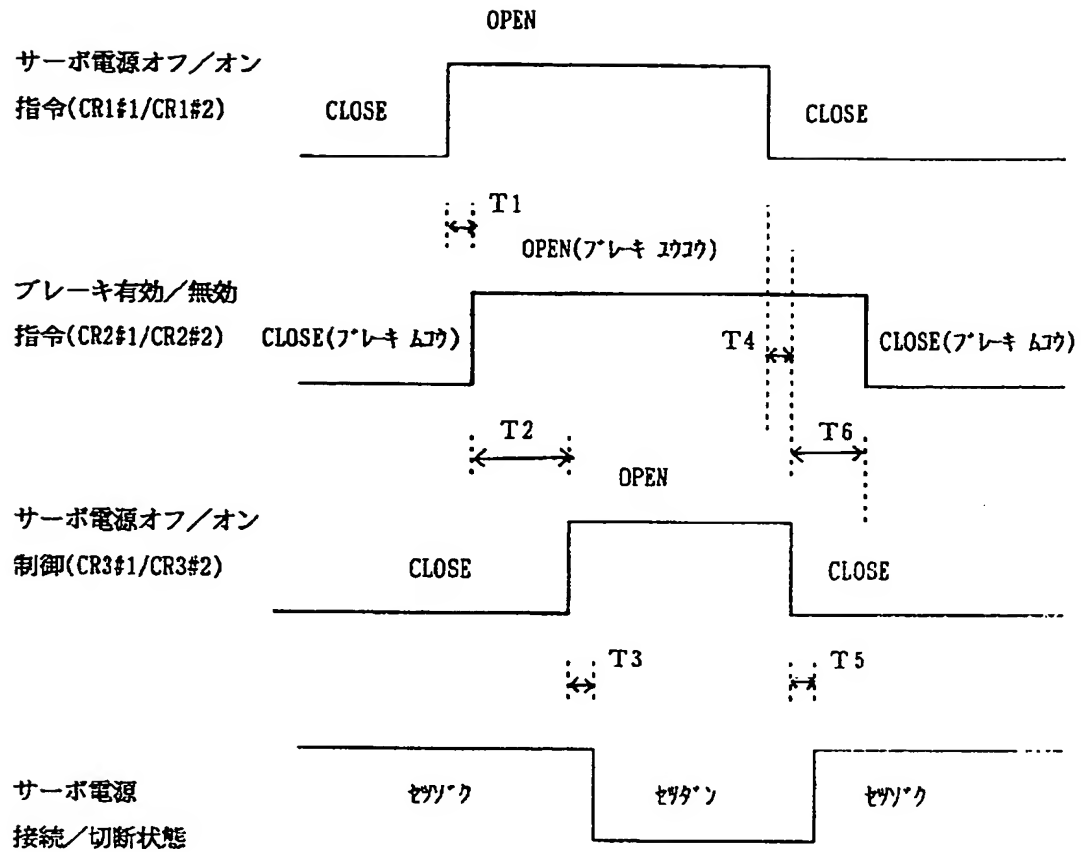 OPEN
サーボ電源オフ／オン
指令(CR1#1/CR1#2)
CLOSE
CLOSE
T1
OPEN(ﾌﾞﾚｰｷ ﾕｳｺｳ)
ブレーキ有効／無効
指令(CR2#1/CR2#2)
CLOSE(ﾌﾞﾚｰｷ ﾑｺｳ)
T4
CLOSE(ﾌﾞﾚｰｷ ﾑｺｳ)
T2
T6
OPEN
サーボ電源オフ／オン
制御(CR3#1/CR3#2)
CLOSE
CLOSE
T3
T5
サーボ電源
接続／切断状態
ｾﾂｿﾞｸ
ｾﾂﾀﾞﾝ
ｾﾂｿﾞｸ